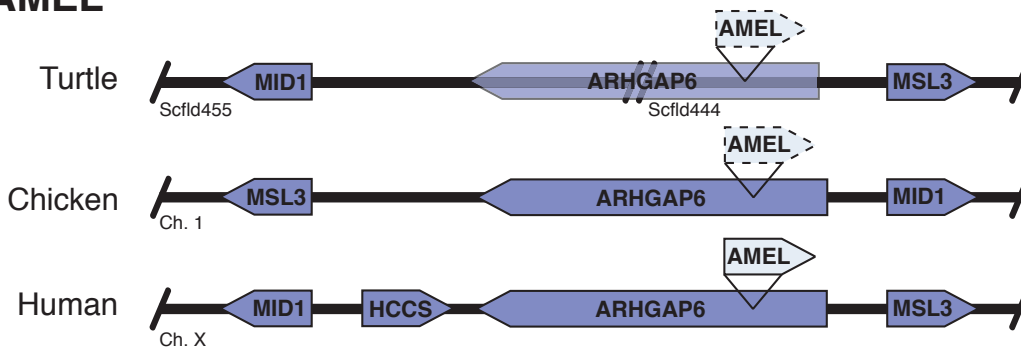 AMEL
AMEL
Turtle MID1 ARHGAP6 MSL3
Scfld455 Scfld444
AMEL
Chicken MSL3 ARHGAP6 MID1
Ch. 1
AMEL
Human MID1 HCCS ARHGAP6 MSL3
Ch. X